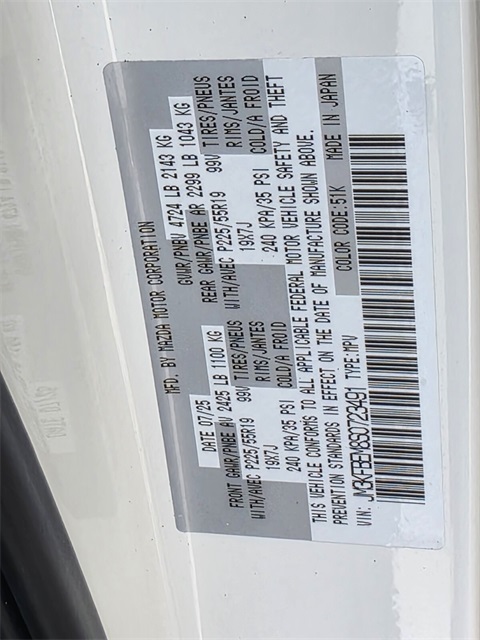 MFD. BY MAZDA MOTOR CORPORATION
DATE 07/25 GVWR/PNBV 4724 LB 2143 KG
FRONT GAWR/PNBE AV 2425 LB 1100 KG REAR GAWR/PNBE AR 2299 LB 1043 KG
WITH/AVEC P225/55R19 99V TIRES/PNEUS WITH/AVEC P225/55R19 99V TIRES/PNEUS
19X7J RIMS/JANTES 19X7J RIMS/JANTES
240 KPA/35 PSI COLD/A FROID 240 KPA/35 PSI COLD/A FROID
THIS VEHICLE CONFORMS TO ALL APPLICABLE FEDERAL MOTOR VEHICLE SAFETY AND THEFT
PREVENTION STANDARDS IN EFFECT ON THE DATE OF MANUFACTURE SHOWN ABOVE.
COLOR CODE:51K MADE IN JAPAN
VIN: JM3KFBEM8S0723491 TYPE:MPV